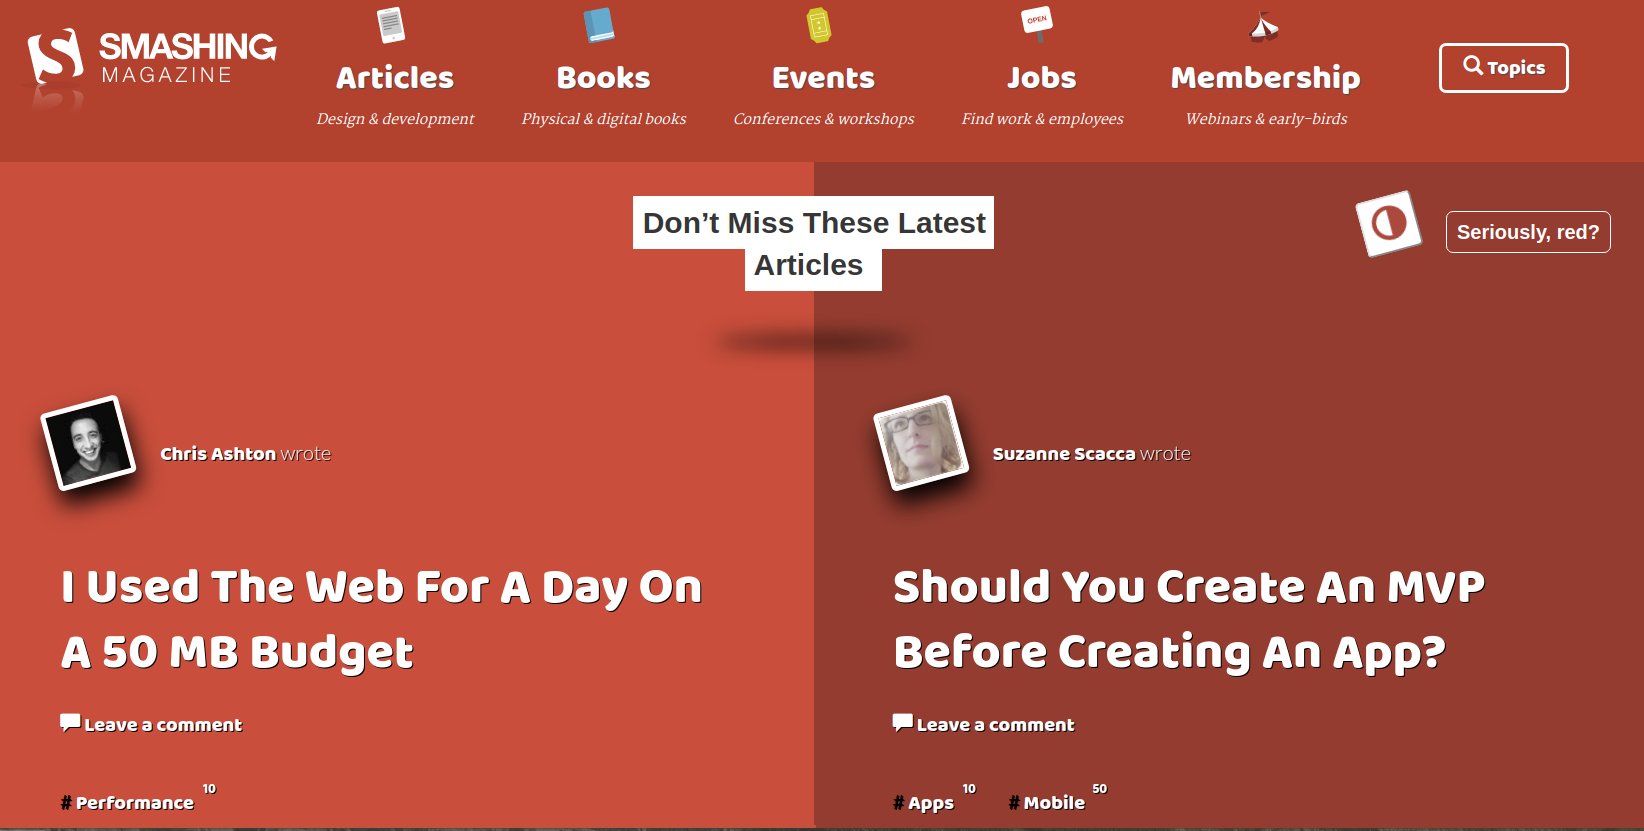 SMASHING
MAGAZINE
OPEN
Articles
Design & development
Books
Physical & digital books
Events
Conferences & workshops
Jobs
Find work & employees
Membership
Webinars & early-birds
Topics
Don’t Miss These Latest
Articles
Seriously, red?
Chris Ashton wrote
I Used The Web For A Day On
A 50 MB Budget
Leave a comment
# Performance 10
Suzanne Scacca wrote
Should You Create An MVP
Before Creating An App?
Leave a comment
# Apps 10 # Mobile 50